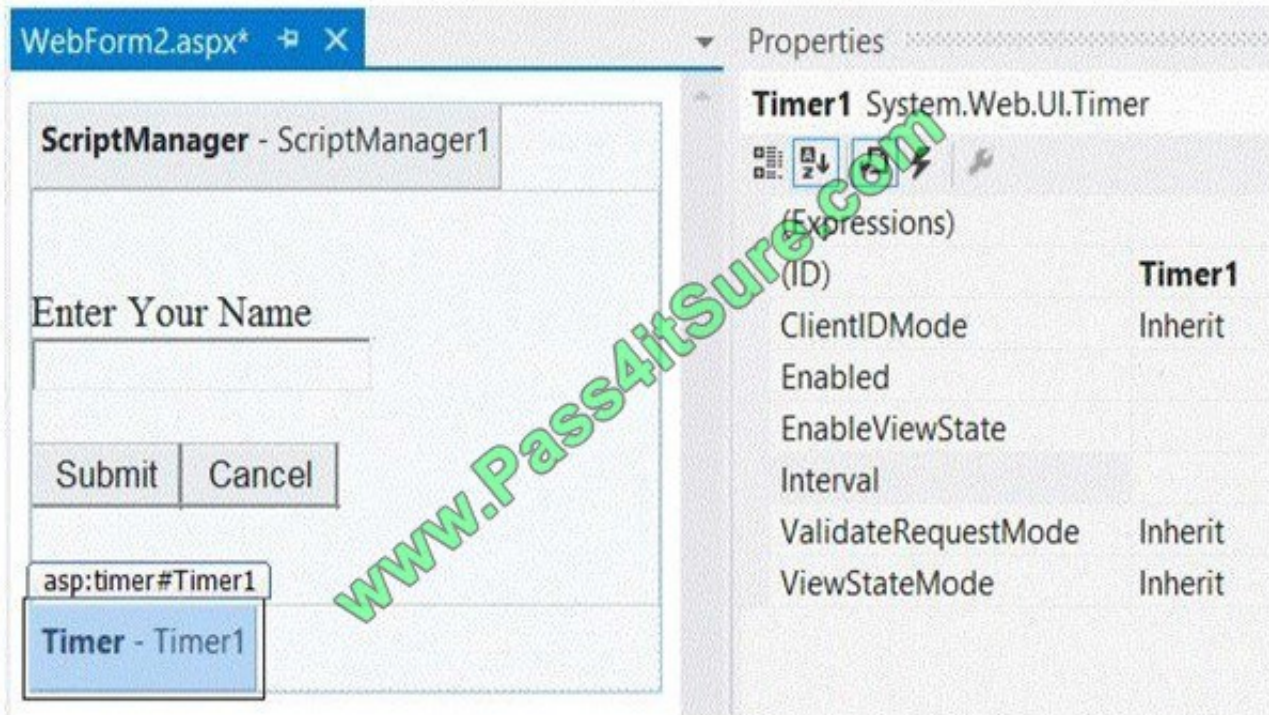 WebForm2.aspx*
ScriptManager - ScriptManager1
Enter Your Name
Submit Cancel
asp:timer#Timer1
Timer - Timer1
Properties
Timer1 System.Web.UI.Timer
(Expressions)
(ID) Timer1
ClientIDMode Inherit
Enabled
EnableViewState
Interval
ValidateRequestMode Inherit
ViewStateMode Inherit
www.Pass4itSure.com